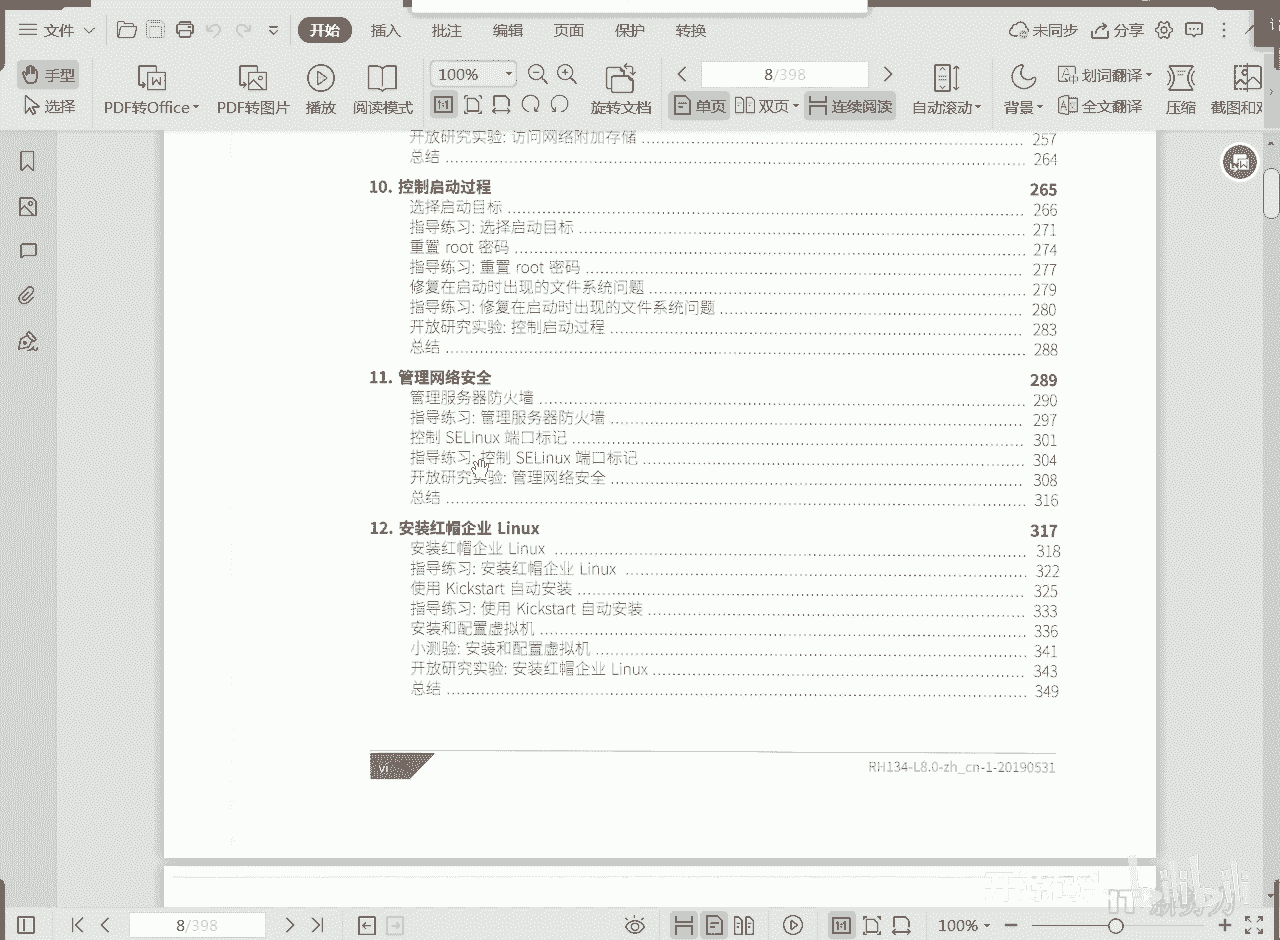 文件 开始 插入 批注 编辑 页面 保护 转换 未同步 分享
手型 选择 PDF转Office PDF转图片 播放 阅读模式 100% 旋转文档 8/398 单页 双页 连续阅读 自动滚动 背景 划词翻译 全文翻译 压缩
开放研究实验: 访问网络附加存储 257
总结 264
10. 控制启动过程 265
选择启动目标 266
指导练习: 选择启动目标 271
重置 root 密码 274
指导练习: 重置 root 密码 277
修复在启动时出现的文件系统问题 279
指导练习: 修复在启动时出现的文件系统问题 280
开放研究实验: 控制启动过程 283
总结 288
11. 管理网络安全 289
管理服务器防火墙 290
指导练习: 管理服务器防火墙 297
控制 SELinux 端口标记 301
指导练习: 控制 SELinux 端口标记 304
开放研究实验: 管理网络安全 308
总结 316
12. 安装红帽企业 Linux 317
安装红帽企业 Linux 318
指导练习: 安装红帽企业 Linux 322
使用 Kickstart 自动安装 325
指导练习: 使用 Kickstart 自动安装 333
安装和配置虚拟机 336
小测验: 安装和配置虚拟机 341
开放研究实验: 安装红帽企业 Linux 343
总结 349
vi RH134-L8.0-zh_cn-1-20190531
8/398 100%